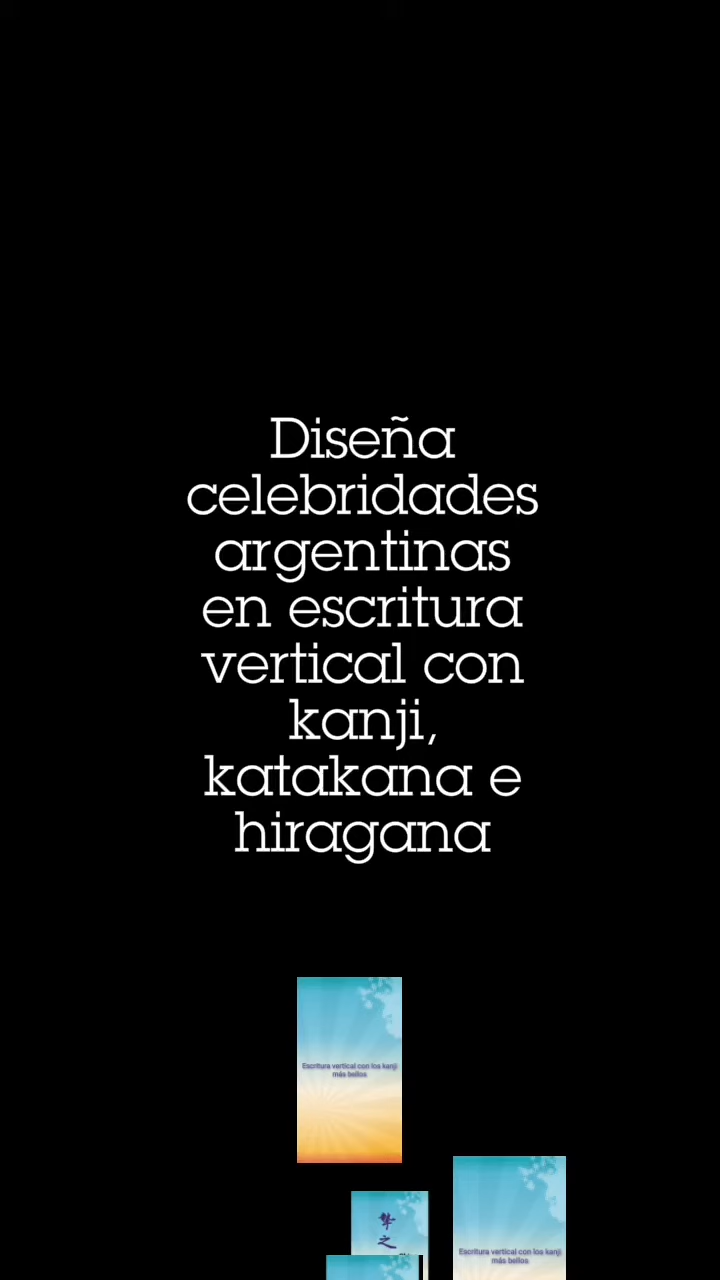 Diseña
celebridades
argentinas
en escritura
vertical con
kanji,
katakana e
hiragana
Escritura vertical con los kanji
más bellos
之
Escritura vertical con los kanji
más bellos